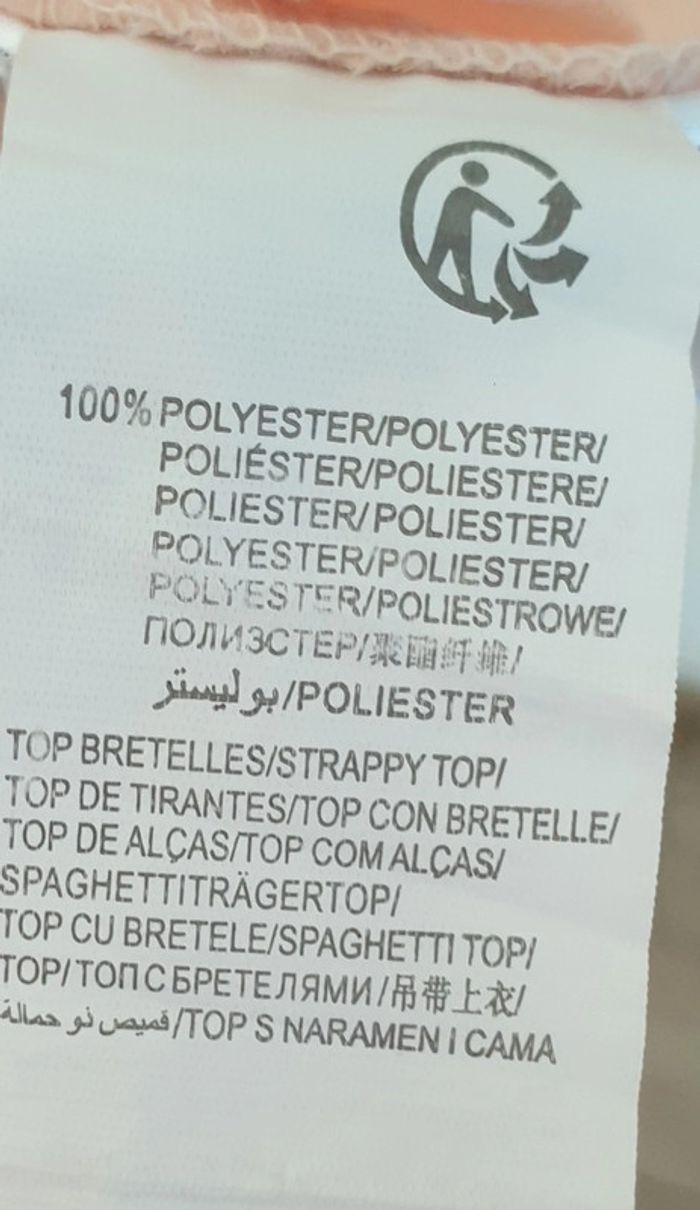 100% POLYESTER/POLYESTER/
POLIÉSTER/POLIESTERE/
POLIESTER/POLIESTER/
POLYESTER/POLIESTER/
POLYESTER/POLIESTROWE/
ПОЛИЭСТЕР/聚酯纤维/
بوليستر/POLIESTER
TOP BRETELLES/STRAPPY TOP/
TOP DE TIRANTES/TOP CON BRETELLE/
TOP DE ALÇAS/TOP COM ALÇAS/
SPAGHETTITRÄGERTOP/
TOP CU BRETELE/SPAGHETTI TOP/
TOP/ТОП С БРЕТЕЛЯМИ/吊带上衣/
قميص نو حمالة/TOP S NARAMEN I CAMA